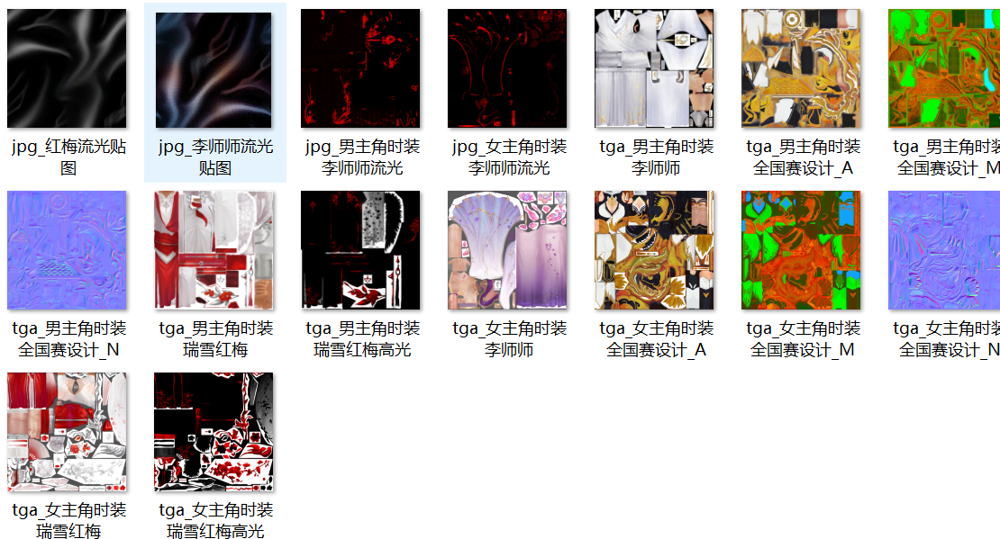 jpg_红梅流光贴
图
jpg_李师师流光
贴图
jpg_男主角时装
李师师流光
jpg_女主角时装
李师师流光
tga_男主角时装
李师师
tga_男主角时装
全国赛设计_A
tga_男主角时装
全国赛设计_M
tga_男主角时装
全国赛设计_N
tga_男主角时装
瑞雪红梅
tga_男主角时装
瑞雪红梅高光
tga_女主角时装
李师师
tga_女主角时装
全国赛设计_A
tga_女主角时装
全国赛设计_M
tga_女主角时装
全国赛设计_N
tga_女主角时装
瑞雪红梅
tga_女主角时装
瑞雪红梅高光